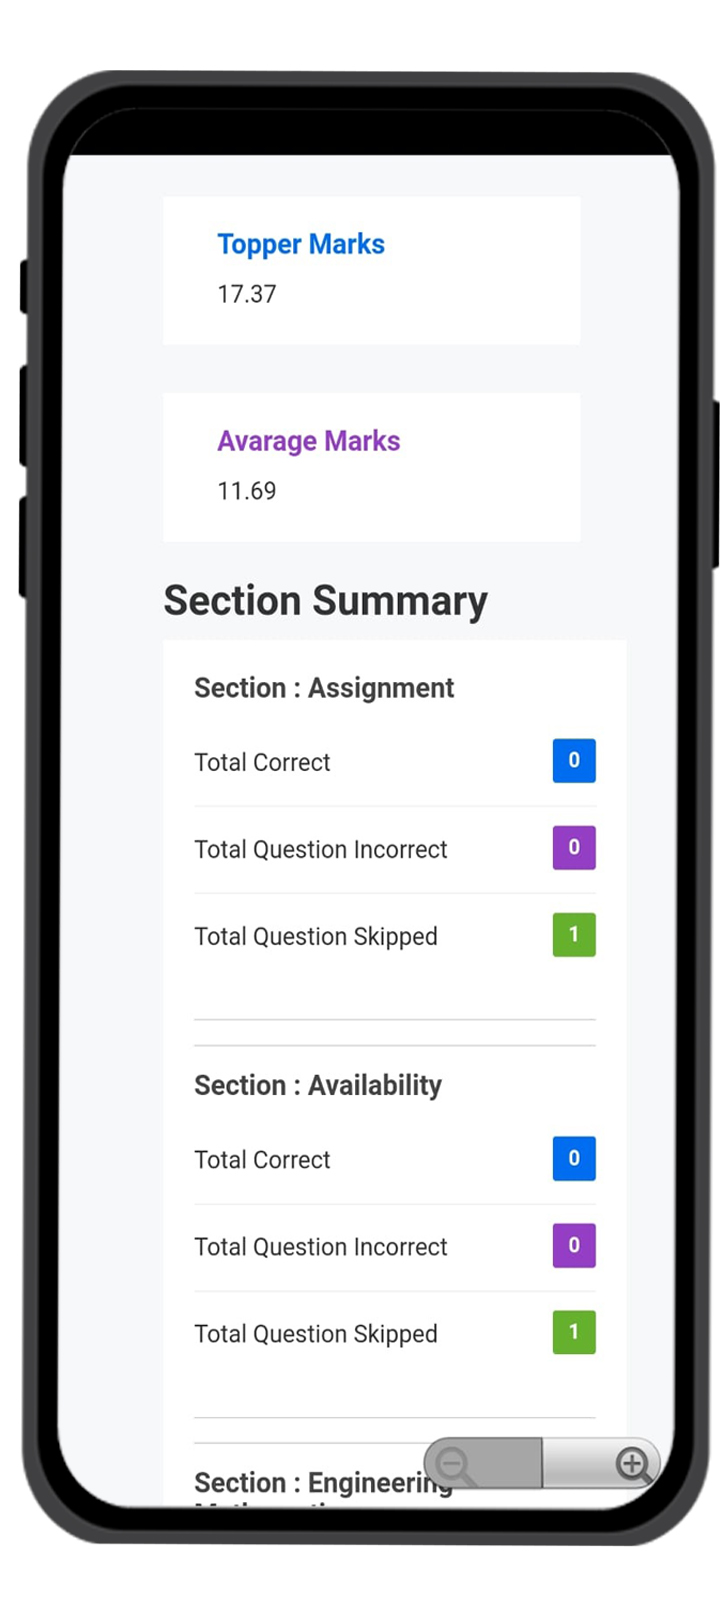 Topper Marks
17.37
Avarage Marks
11.69
Section Summary
Section : Assignment
Total Correct 0
Total Question Incorrect 0
Total Question Skipped 1
Section : Availability
Total Correct 0
Total Question Incorrect 0
Total Question Skipped 1
Section : Engineering